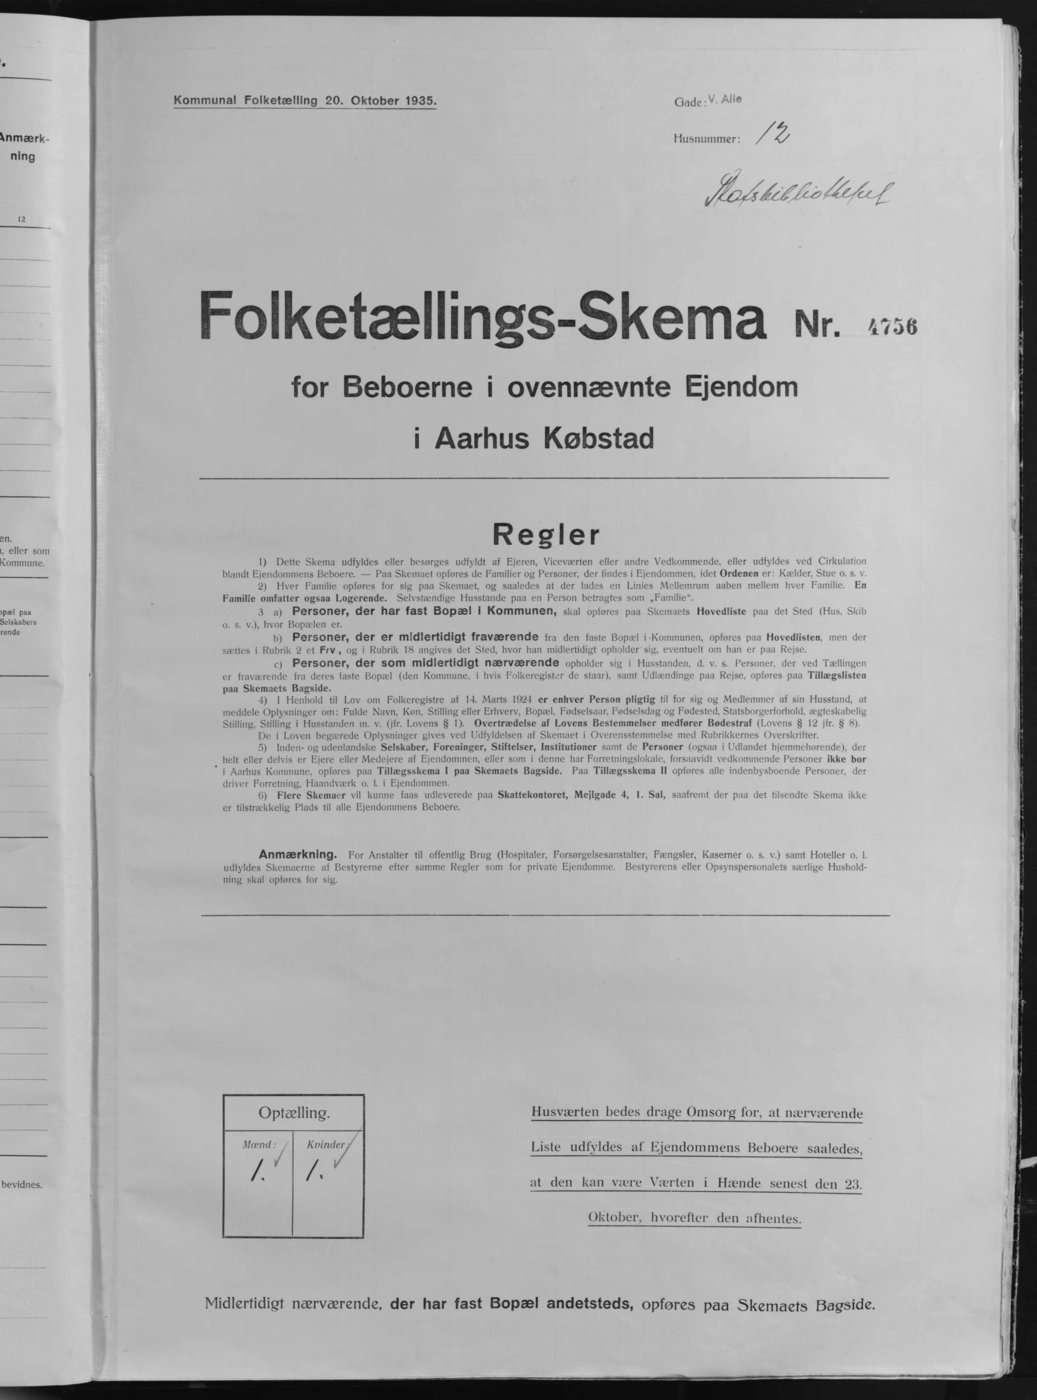 .
Anmærk-
ning
12
en.
, eller som
Kommune.
opæl paa
Selskabers
rende
bevidnes.
Kommunal Folketælling 20. Oktober 1935.
Gade: V. Alle
Husnummer: 12
Statsbibliotheket
Folketællings-Skema Nr. 4756
for Beboerne i ovennævnte Ejendom
i Aarhus Købstad
Regler
1) Dette Skema udfyldes eller besørges udfyldt af Ejeren, Viceværten eller andre Vedkommende, eller udfyldes ved Cirkulation
blandt Ejendommens Beboere. — Paa Skemaet opføres de Familier og Personer, der findes i Ejendommen, idet Ordenen er: Kælder, Stue o. s. v.
2) Hver Familie opføres for sig paa Skemaet, og saaledes at der lades en Linies Mellemrum aaben mellem hver Familie. En
Familie omfatter ogsaa Logerende. Selvstændige Husstande paa en Person betragtes som „Familie“.
3 a) Personer, der har fast Bopæl i Kommunen, skal opføres paa Skemaets Hovedliste paa det Sted (Hus, Skib
o. s. v.), hvor Bopælen er.
b) Personer, der er midlertidigt fraværende fra den faste Bopæl i Kommunen, opføres paa Hovedlisten, men der
sættes i Rubrik 2 et Frv., og i Rubrik 18 angives det Sted, hvor han midlertidigt opholder sig, eventuelt om han er paa Rejse.
c) Personer, der som midlertidigt nærværende opholder sig i Husstanden, d. v. s. Personer, der ved Tællingen
er fraværende fra deres faste Bopæl (den Kommune, i hvis Folkeregister de staar), samt Udlændinge paa Rejse, opføres paa Tillægslisten
paa Skemaets Bagside.
4) I Henhold til Lov om Folkeregistre af 14. Marts 1924 er enhver Person pligtig til for sig og Medlemmer af sin Husstand, at
meddele Oplysninger om: Fulde Navn, Køn, Stilling eller Erhverv, Bopæl, Fødselsaar, Fødselsdag og Fødested, Statsborgerforhold, ægteskabelig
Stilling, Stilling i Husstanden m. v. (jfr. Lovens § 1). Overtrædelse af Lovens Bestemmelser medfører Bødestraf (Lovens § 12 jfr. § 8).
De i Loven begærede Oplysninger gives ved Udfyldelsen af Skemaet i Overensstemmelse med Rubrikkernes Overskrifter.
5) Inden- og udenlandske Selskaber, Foreninger, Stiftelser, Institutioner samt de Personer (ogsaa i Udlandet hjemmehørende), der
helt eller delvis er Ejere eller Medejere af Ejendommen, eller som i denne har Forretningslokale, forsaavidt vedkommende Personer ikke bor
i Aarhus Kommune, opføres paa Tillægsskema I paa Skemaets Bagside. Paa Tillægsskema II opføres alle indenbysboende Personer, der
driver Forretning, Haandværk o. l. i Ejendommen.
6) Flere Skemaer vil kunne faas udleverede paa Skattekontoret, Mejlgade 4, 1. Sal, saafremt der paa det tilsendte Skema ikke
er tilstrækkelig Plads til alle Ejendommens Beboere.
Anmærkning. For Anstalter til offentlig Brug (Hospitaler, Forsørgelsesanstalter, Fængsler, Kaserner o. s. v.) samt Hoteller o. l.
udfyldes Skemaerne af Bestyrerne efter samme Regler som for private Ejendomme. Bestyrerens eller Opsynspersonalets særlige Hushold-
ning skal opføres for sig.
Optælling.
Mænd: Kvinder:
1. 1.
Husværten bedes drage Omsorg for, at nærværende
Liste udfyldes af Ejendommens Beboere saaledes,
at den kan være Værten i Hænde senest den 23.
Oktober, hvorefter den afhentes.
Midlertidigt nærværende, der har fast Bopæl andetsteds, opføres paa Skemaets Bagside.